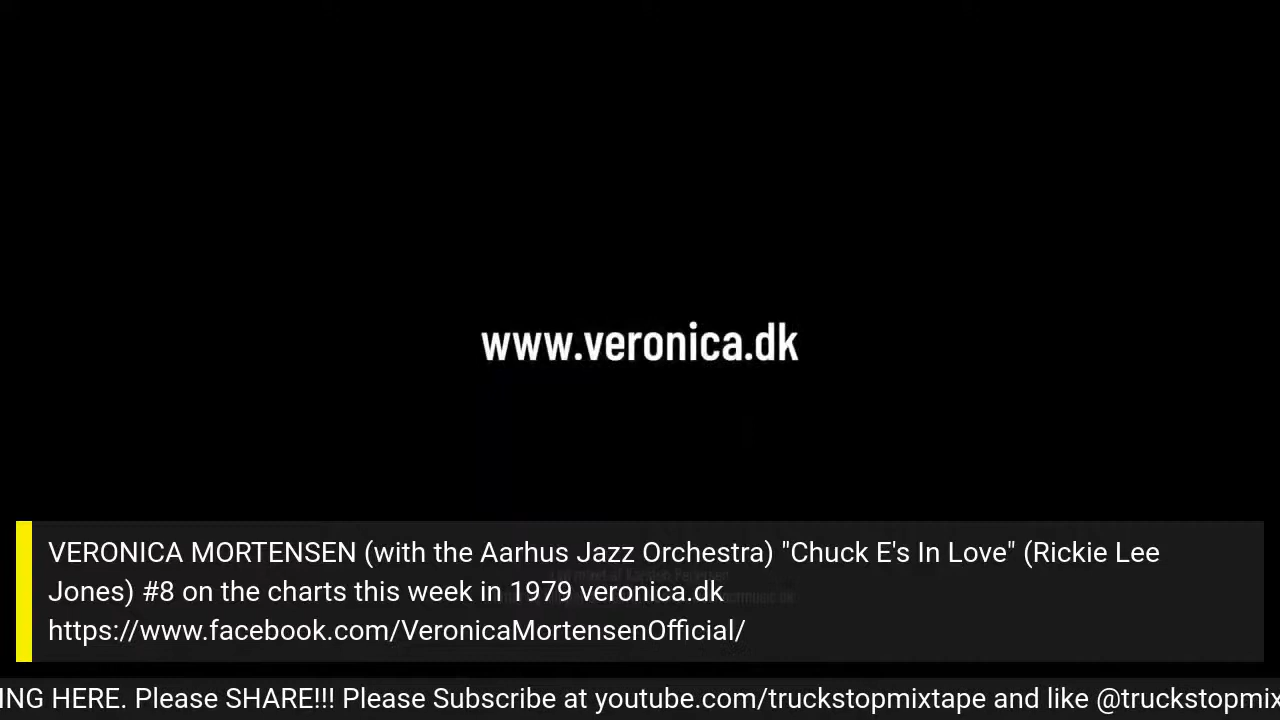 www.veronica.dk
VERONICA MORTENSEN (with the Aarhus Jazz Orchestra) "Chuck E's In Love" (Rickie Lee
Jones) #8 on the charts this week in 1979 veronica.dk
https://www.facebook.com/VeronicaMortensenOfficial/
ING HERE. Please SHARE!!! Please Subscribe at youtube.com/truckstopmixtape and like @truckstopmix